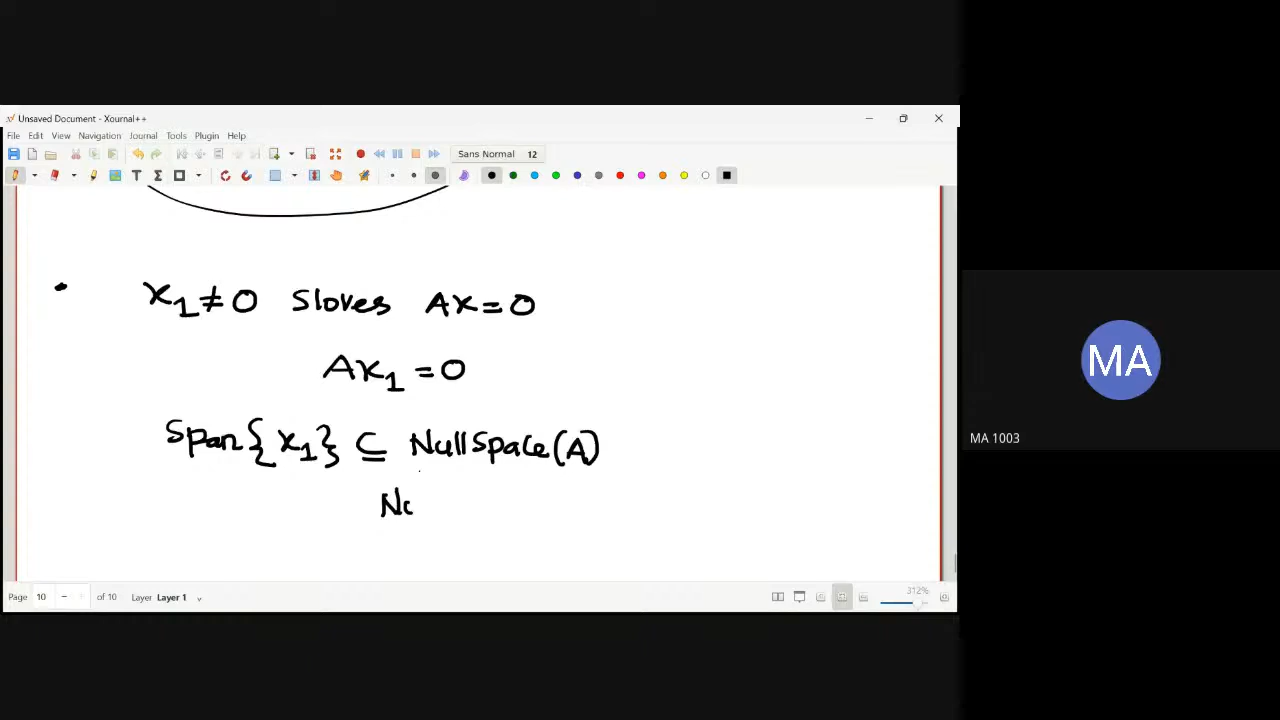 Unsaved Document - Xournal++
File Edit View Navigation Journal Tools Plugin Help
Sans Normal 12
x₁ ≠ 0 Sloves Ax = 0
Ax₁ = 0
Span{x₁} ⊆ NullSpace(A)
MA
MA 1003
Page 10 of 10 Layer Layer 1
312%